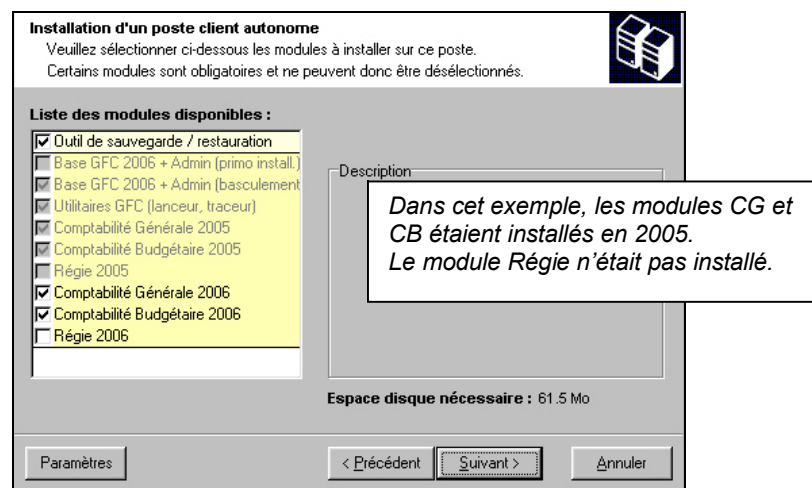 Installation d'un poste client autonome
Veuillez sélectionner ci-dessous les modules à installer sur ce poste.
Certains modules sont obligatoires et ne peuvent donc être désélectionnés.
Liste des modules disponibles :
Outil de sauvegarde / restauration
Base GFC 2006 + Admin (primo install.)
Base GFC 2006 + Admin (basculement
Utilitaires GFC (lanceur, traceur)
Comptabilité Générale 2005
Comptabilité Budgétaire 2005
Régie 2005
Comptabilité Générale 2006
Comptabilité Budgétaire 2006
Régie 2006
Description
Dans cet exemple, les modules CG et
CB étaient installés en 2005.
Le module Régie n'était pas installé.
Espace disque nécessaire : 61.5 Mo
Paramètres
< Précédent
Suivant >
Annuler